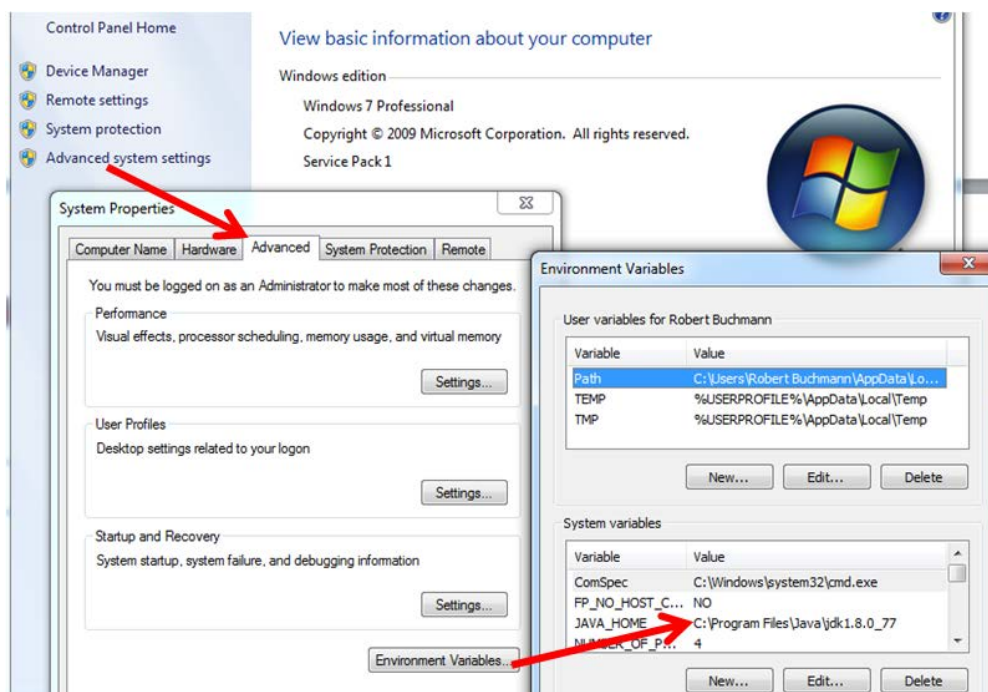 Control Panel Home
Device Manager
Remote settings
System protection
Advanced system settings
View basic information about your computer
Windows edition
Windows 7 Professional
Copyright © 2009 Microsoft Corporation. All rights reserved.
Service Pack 1
System Properties
Computer Name Hardware Advanced System Protection Remote
You must be logged on as an Administrator to make most of these changes.
Performance
Visual effects, processor scheduling, memory usage, and virtual memory
Settings...
User Profiles
Desktop settings related to your logon
Settings...
Startup and Recovery
System startup, system failure, and debugging information
Settings...
Environment Variables...
Environment Variables
User variables for Robert Buchmann
Variable Value
Path C:\Users\Robert Buchmann\AppData\Lo...
TEMP %USERPROFILE%\AppData\Local\Temp
TMP %USERPROFILE%\AppData\Local\Temp
New... Edit... Delete
System variables
Variable Value
ComSpec C:\Windows\system32\cmd.exe
FP_NO_HOST_C... NO
JAVA_HOME C:\Program Files\Java\jdk1.8.0_77
NUMBER_OF_P... 4
New... Edit... Delete